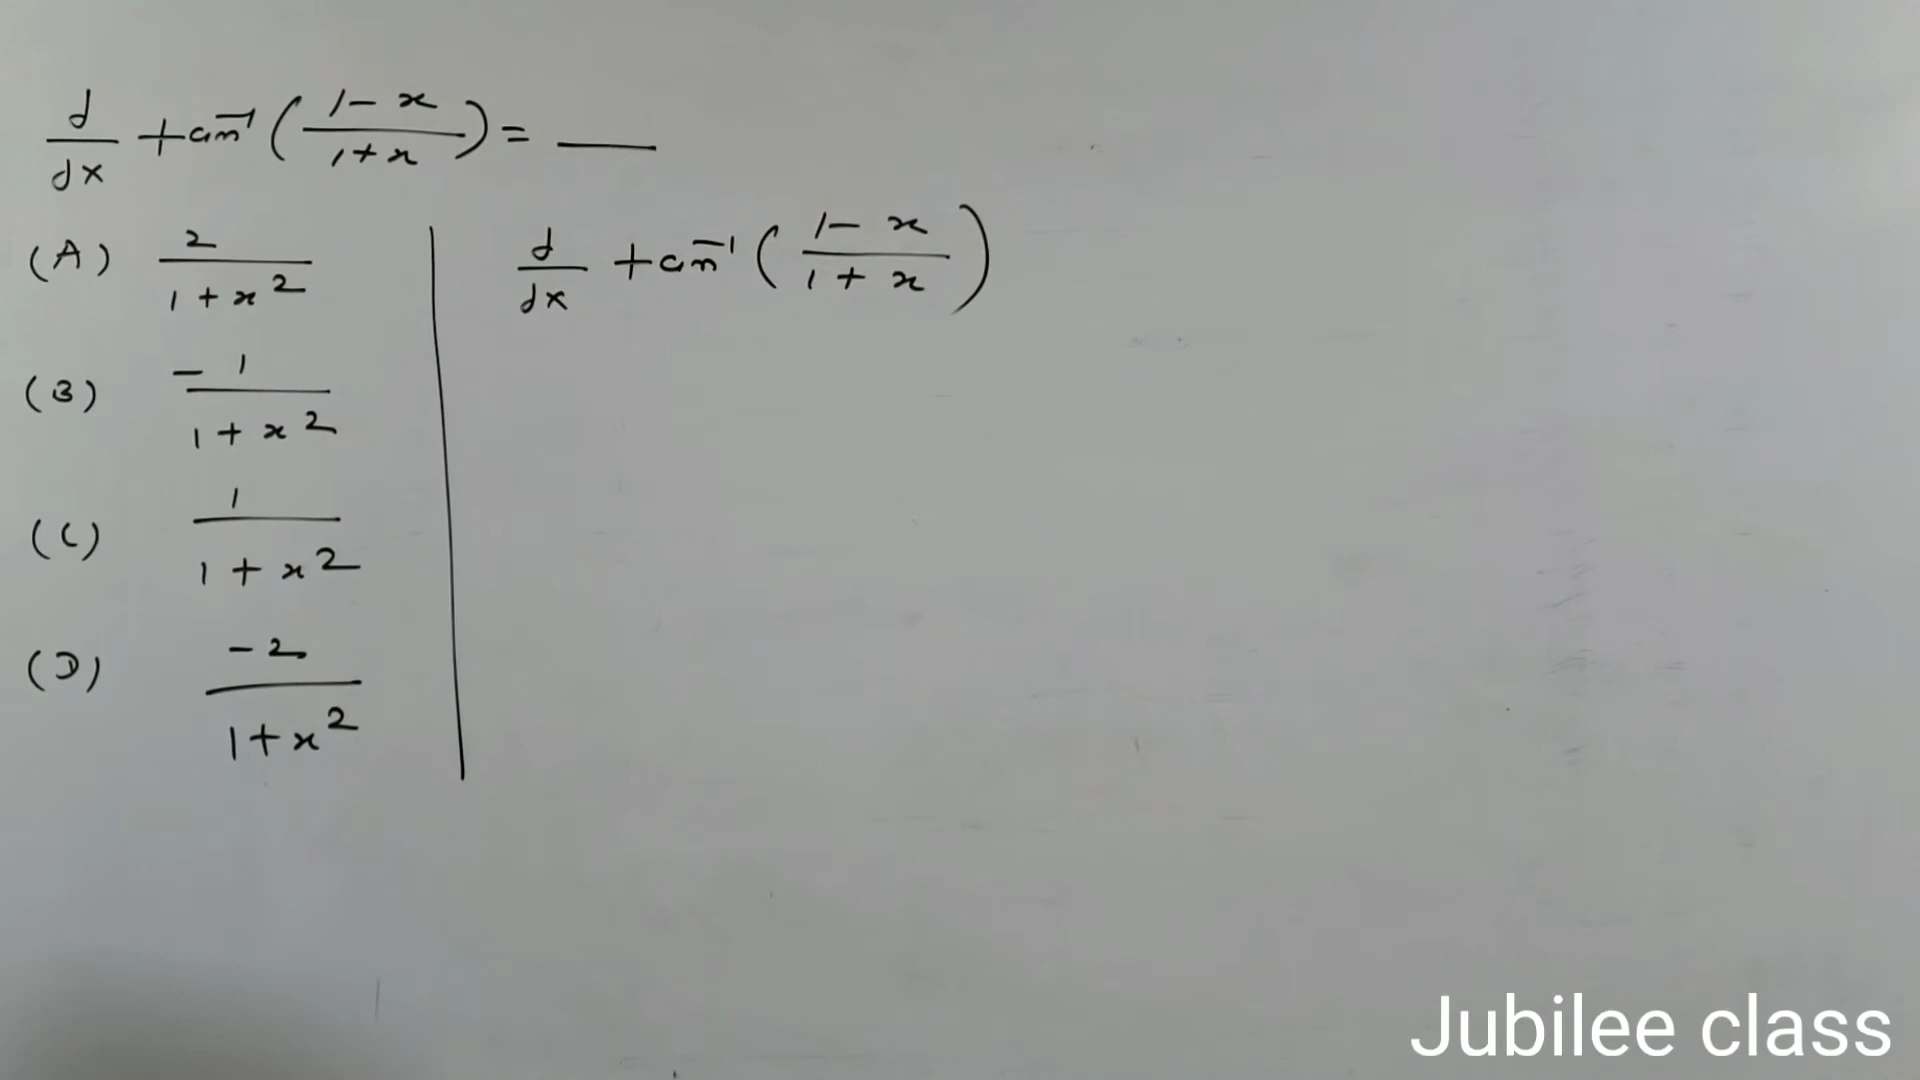 d/dx tan⁻¹ ( (1 - x)/(1 + x) ) = ___
(A) 2/(1 + x²)
(B) - 1/(1 + x²)
(C) 1/(1 + x²)
(D) -2/(1 + x²)
d/dx tan⁻¹ ( (1 - x)/(1 + x) )
Jubilee class